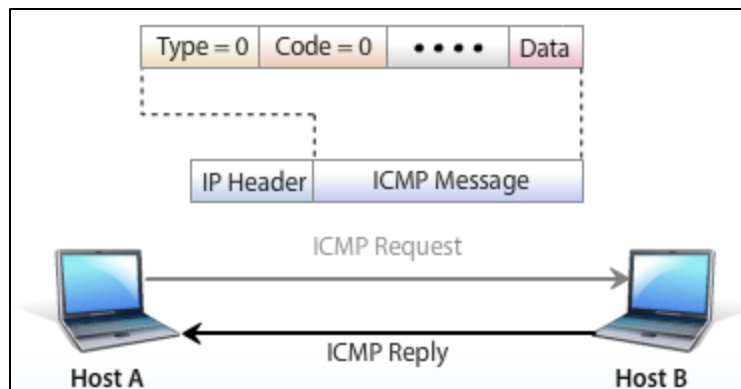 Type = 0 Code = 0 • • • • Data
IP Header ICMP Message
ICMP Request
ICMP Reply
Host A Host B